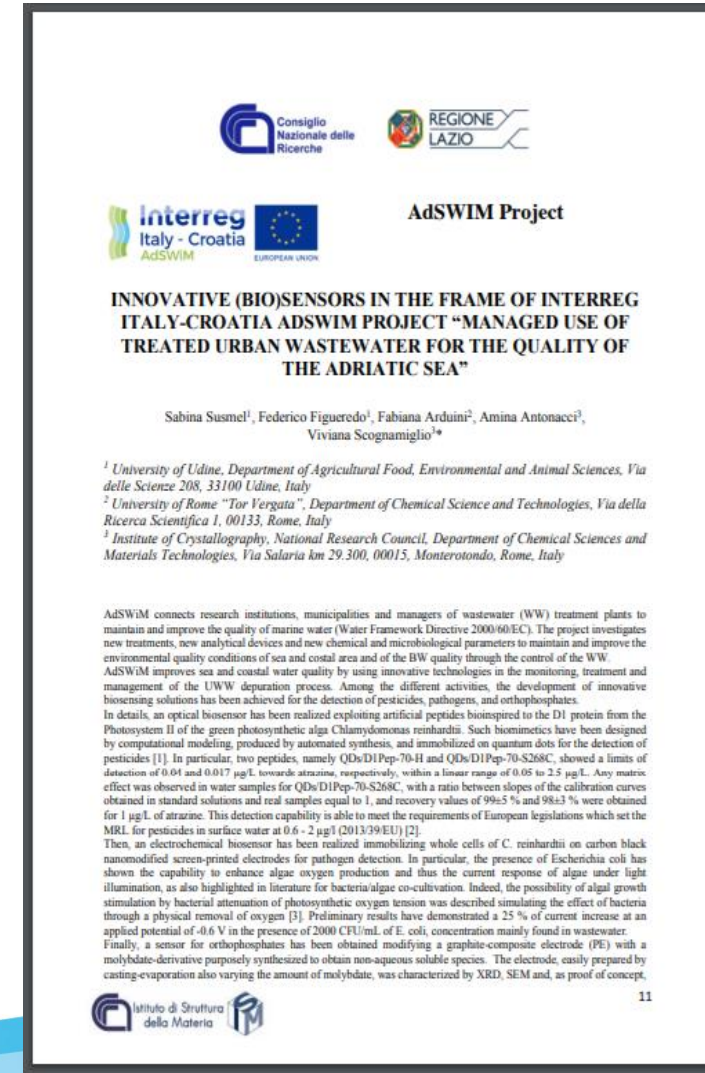 Consiglio
Nazionale delle
Ricerche
REGIONE
LAZIO
Interreg
Italy - Croatia
AdSWiM
EUROPEAN UNION
AdSWIM Project
INNOVATIVE (BIO)SENSORS IN THE FRAME OF INTERREG
ITALY-CROATIA ADSWIM PROJECT “MANAGED USE OF
TREATED URBAN WASTEWATER FOR THE QUALITY OF
THE ADRIATIC SEA”
Sabina Susmel¹, Federico Figueredo¹, Fabiana Arduini², Amina Antonacci³,
Viviana Scognamiglio³*
¹ University of Udine, Department of Agricultural Food, Environmental and Animal Sciences, Via
delle Scienze 208, 33100 Udine, Italy
² University of Rome “Tor Vergata”, Department of Chemical Science and Technologies, Via della
Ricerca Scientifica 1, 00133, Rome, Italy
³ Institute of Crystallography, National Research Council, Department of Chemical Sciences and
Materials Technologies, Via Salaria km 29.300, 00015, Monterotondo, Rome, Italy
AdSWiM connects research institutions, municipalities and managers of wastewater (WW) treatment plants to
maintain and improve the quality of marine water (Water Framework Directive 2000/60/EC). The project investigates
new treatments, new analytical devices and new chemical and microbiological parameters to maintain and improve the
environmental quality conditions of sea and costal area and of the BW quality through the control of the WW.
AdSWiM improves sea and coastal water quality by using innovative technologies in the monitoring, treatment and
management of the UWW depuration process. Among the different activities, the development of innovative
biosensing solutions has been achieved for the detection of pesticides, pathogens, and orthophosphates.
In details, an optical biosensor has been realized exploiting artificial peptides bioinspired to the D1 protein from the
Photosystem II of the green photosynthetic alga Chlamydomonas reinhardtii. Such biomimetics have been designed
by computational modeling, produced by automated synthesis, and immobilized on quantum dots for the detection of
pesticides [1]. In particular, two peptides, namely QDs/D1Pep-70-H and QDs/D1Pep-70-S268C, showed a limits of
detection of 0.04 and 0.017 µg/L towards atrazine, respectively, within a linear range of 0.05 to 2.5 µg/L. Any matrix
effect was observed in water samples for QDs/D1Pep-70-S268C, with a ratio between slopes of the calibration curves
obtained in standard solutions and real samples equal to 1, and recovery values of 99±5 % and 98±3 % were obtained
for 1 µg/L of atrazine. This detection capability is able to meet the requirements of European legislations which set the
MRL for pesticides in surface water at 0.6 - 2 µg/l (2013/39/EU) [2].
Then, an electrochemical biosensor has been realized immobilizing whole cells of C. reinhardtii on carbon black
nanomodified screen-printed electrodes for pathogen detection. In particular, the presence of Escherichia coli has
shown the capability to enhance algae oxygen production and thus the current response of algae under light
illumination, as also highlighted in literature for bacteria/algae co-cultivation. Indeed, the possibility of algal growth
stimulation by bacterial attenuation of photosynthetic oxygen tension was described simulating the effect of bacteria
through a physical removal of oxygen [3]. Preliminary results have demonstrated a 25 % of current increase at an
applied potential of -0.6 V in the presence of 2000 CFU/mL of E. coli, concentration mainly found in wastewater.
Finally, a sensor for orthophosphates has been obtained modifying a graphite-composite electrode (PE) with a
molybdate-derivative purposely synthesized to obtain non-aqueous soluble species. The electrode, easily prepared by
casting-evaporation also varying the amount of molybdate, was characterized by XRD, SEM and, as proof of concept,
11
Istituto di Struttura
della Materia